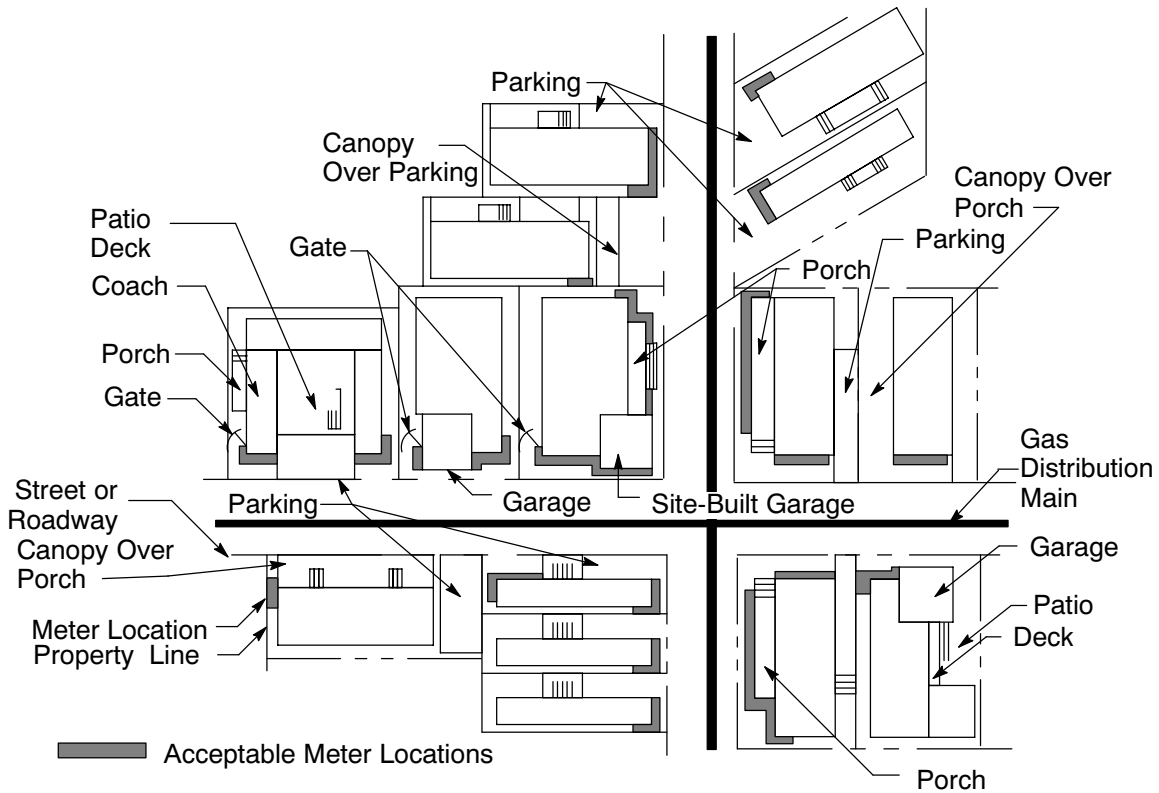 Parking
Canopy
Over Parking
Canopy Over
Porch
Parking
Patio
Deck
Gate
Porch
Coach
Porch
Gate
Gas
Distribution
Main
Street or
Roadway
Parking
Garage
Site-Built Garage
Canopy Over
Porch
Garage
Meter Location
Property Line
Patio
Deck
Acceptable Meter Locations
Porch